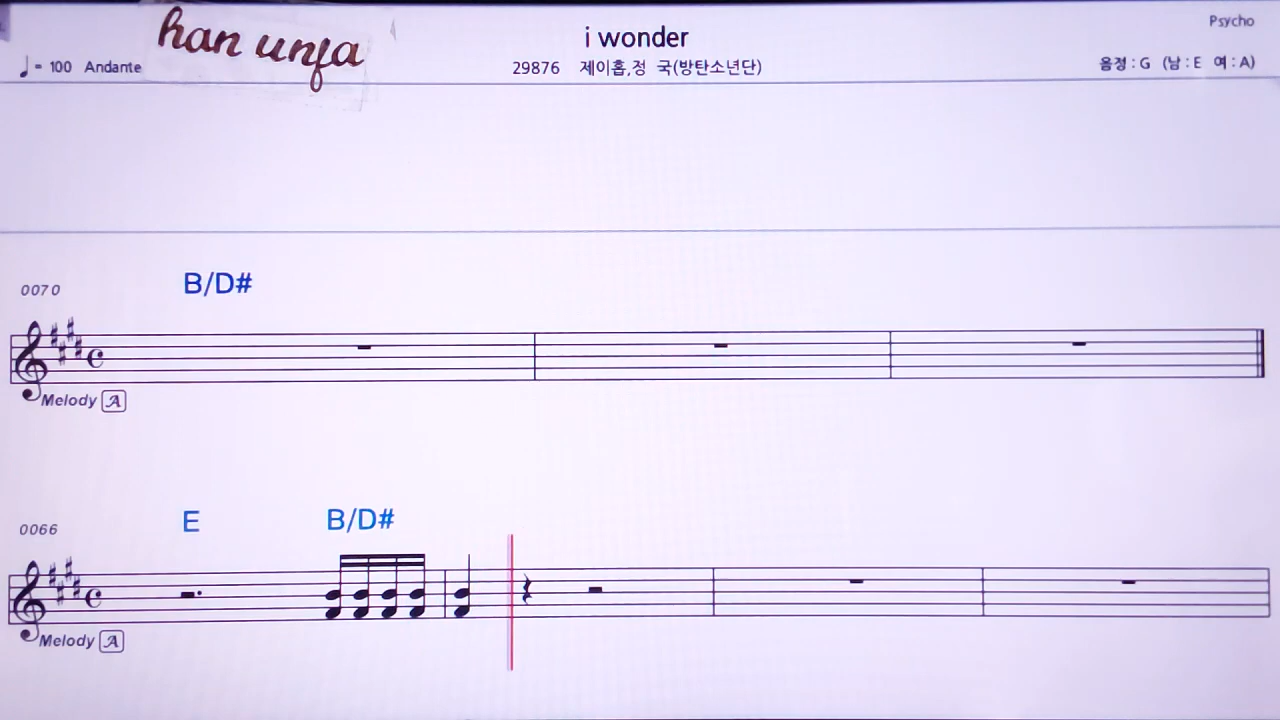 Psycho
han unfa
i wonder
♩= 100 Andante
29876 제이홉,정 국(방탄소년단)
음정:G (남:E 여:A)
B/D#
0070
Melody A
E B/D#
0066
Melody A